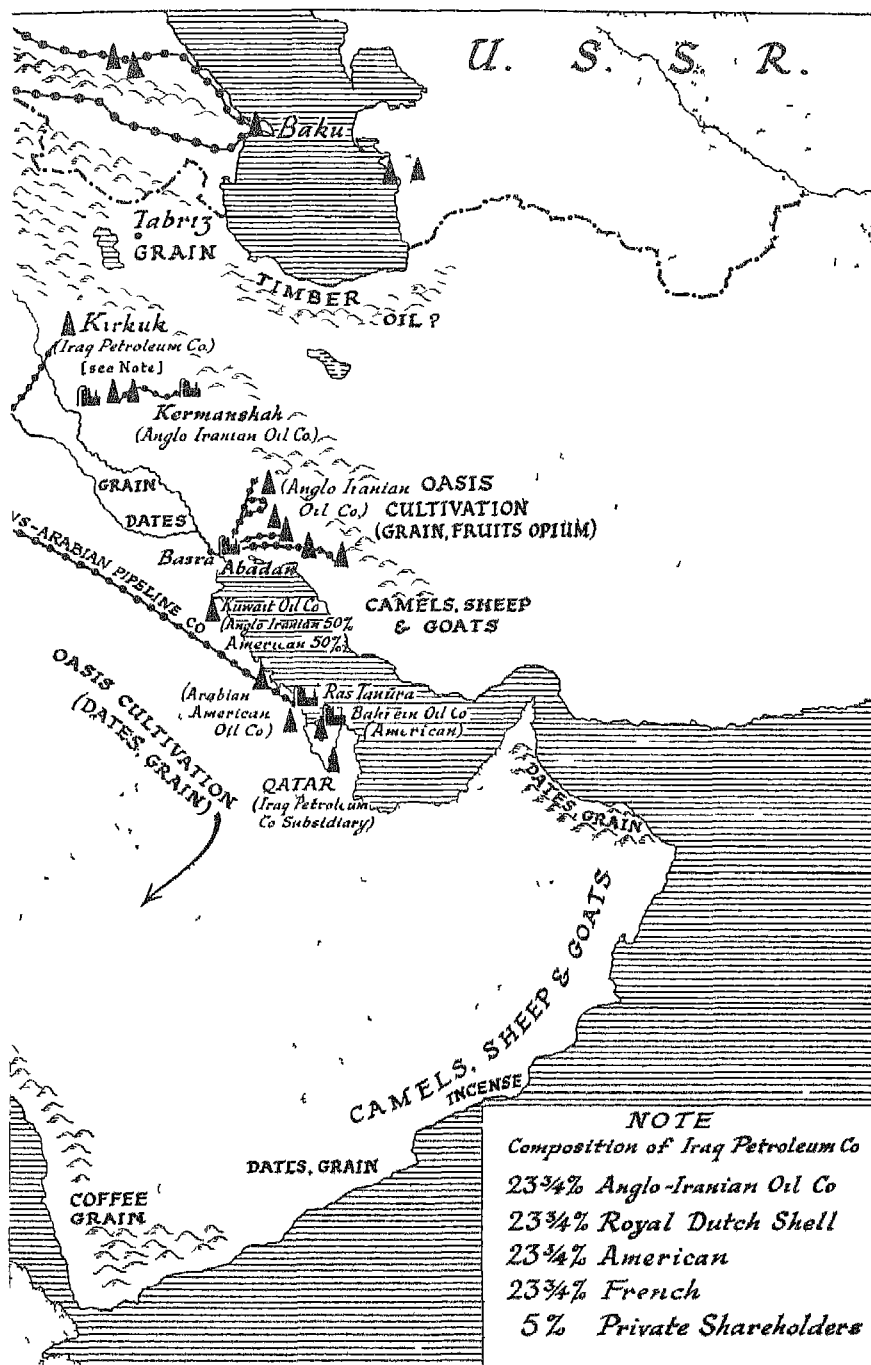 U. S. S. R.
Baku
Tabriz
GRAIN
TIMBER
OIL?
Kirkuk
(Iraq Petroleum Co.)
[see Note]
Kermanshah
(Anglo Iranian Oil Co.)
GRAIN
DATES
(Anglo Iranian
Oil Co.)
OASIS
CULTIVATION
(GRAIN, FRUITS OPIUM)
Basra
Abadan
NS-ARABIAN PIPELINE CO
Kuwait Oil Co
(Anglo Iranian 50%
American 50%)
CAMELS, SHEEP
& GOATS
OASIS CULTIVATION
(DATES, GRAIN)
(Arabian
American
Oil Co)
Ras Tanura
Bahrein Oil Co
(American)
QATAR
(Iraq Petroleum
Co Subsidiary)
DATES, GRAIN
CAMELS, SHEEP & GOATS
INCENSE
DATES, GRAIN
COFFEE
GRAIN
NOTE
Composition of Iraq Petroleum Co
23¾% Anglo-Iranian Oil Co
23¾% Royal Dutch Shell
23¾% American
23¾% French
5% Private Shareholders